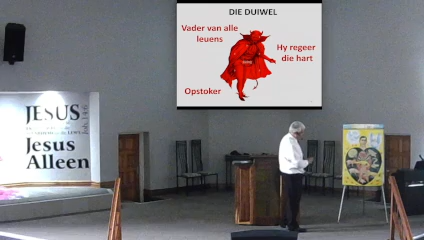 DIE DUIWEL
Vader van alle
leuens
Hy regeer
die hart
Opstoker
JESUS
Jesus
Alleen